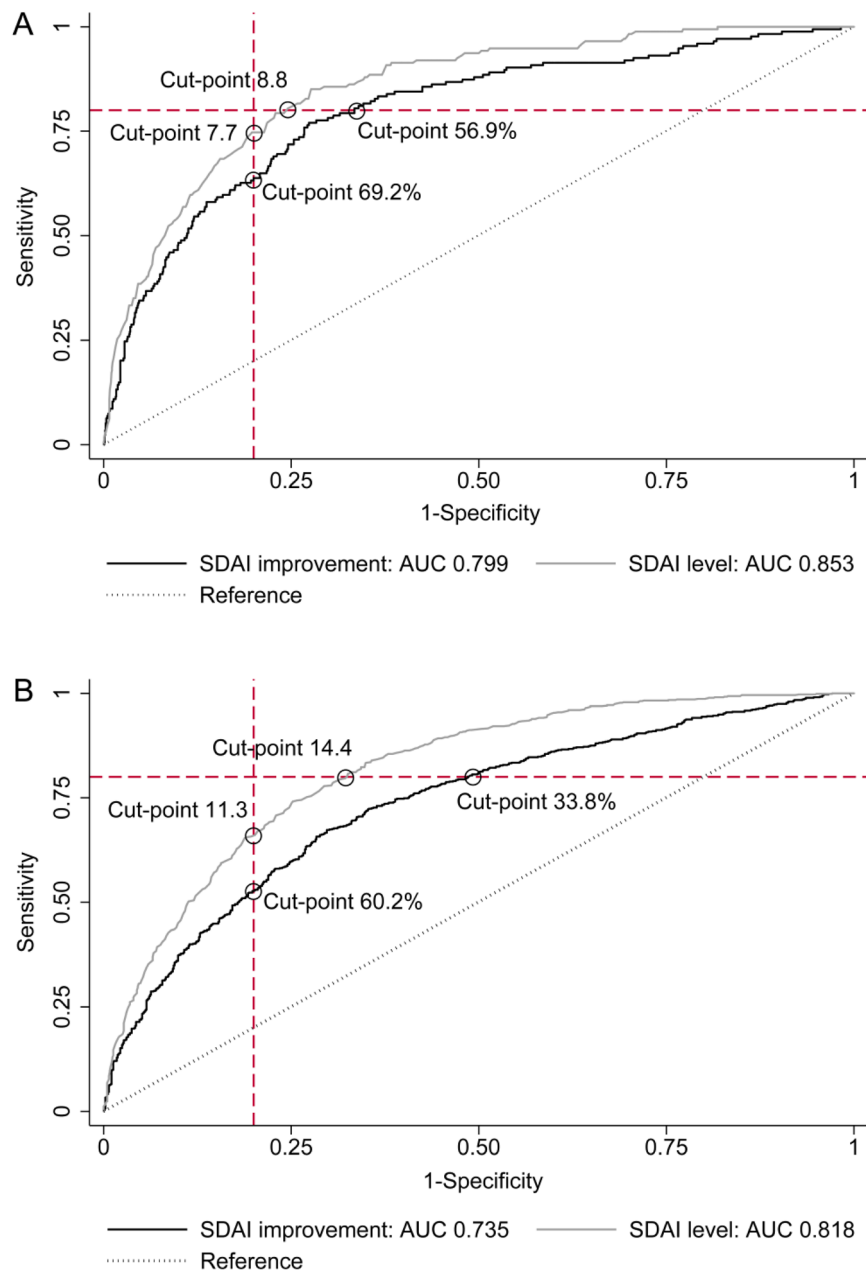 A
1
0.75
0.50
0.25
0
Sensitivity
Cut-point 8.8
Cut-point 7.7
Cut-point 56.9%
Cut-point 69.2%
0 0.25 0.50 0.75 1
1-Specificity
SDAI improvement: AUC 0.799 SDAI level: AUC 0.853
Reference
B
1
0.75
0.50
0.25
0
Sensitivity
Cut-point 14.4
Cut-point 11.3
Cut-point 33.8%
Cut-point 60.2%
0 0.25 0.50 0.75 1
1-Specificity
SDAI improvement: AUC 0.735 SDAI level: AUC 0.818
Reference